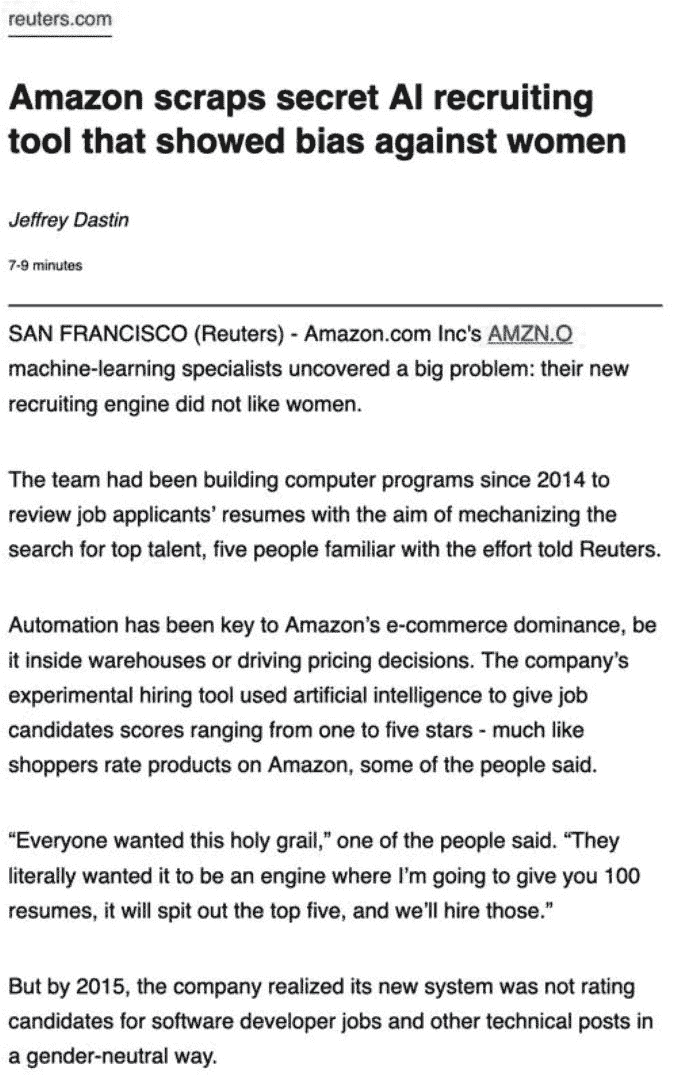 reuters.com
Amazon scraps secret AI recruiting
tool that showed bias against women
Jeffrey Dastin
7-9 minutes
SAN FRANCISCO (Reuters) - Amazon.com Inc's AMZN.O
machine-learning specialists uncovered a big problem: their new
recruiting engine did not like women.
The team had been building computer programs since 2014 to
review job applicants’ resumes with the aim of mechanizing the
search for top talent, five people familiar with the effort told Reuters.
Automation has been key to Amazon’s e-commerce dominance, be
it inside warehouses or driving pricing decisions. The company’s
experimental hiring tool used artificial intelligence to give job
candidates scores ranging from one to five stars - much like
shoppers rate products on Amazon, some of the people said.
“Everyone wanted this holy grail,” one of the people said. “They
literally wanted it to be an engine where I’m going to give you 100
resumes, it will spit out the top five, and we’ll hire those.”
But by 2015, the company realized its new system was not rating
candidates for software developer jobs and other technical posts in
a gender-neutral way.